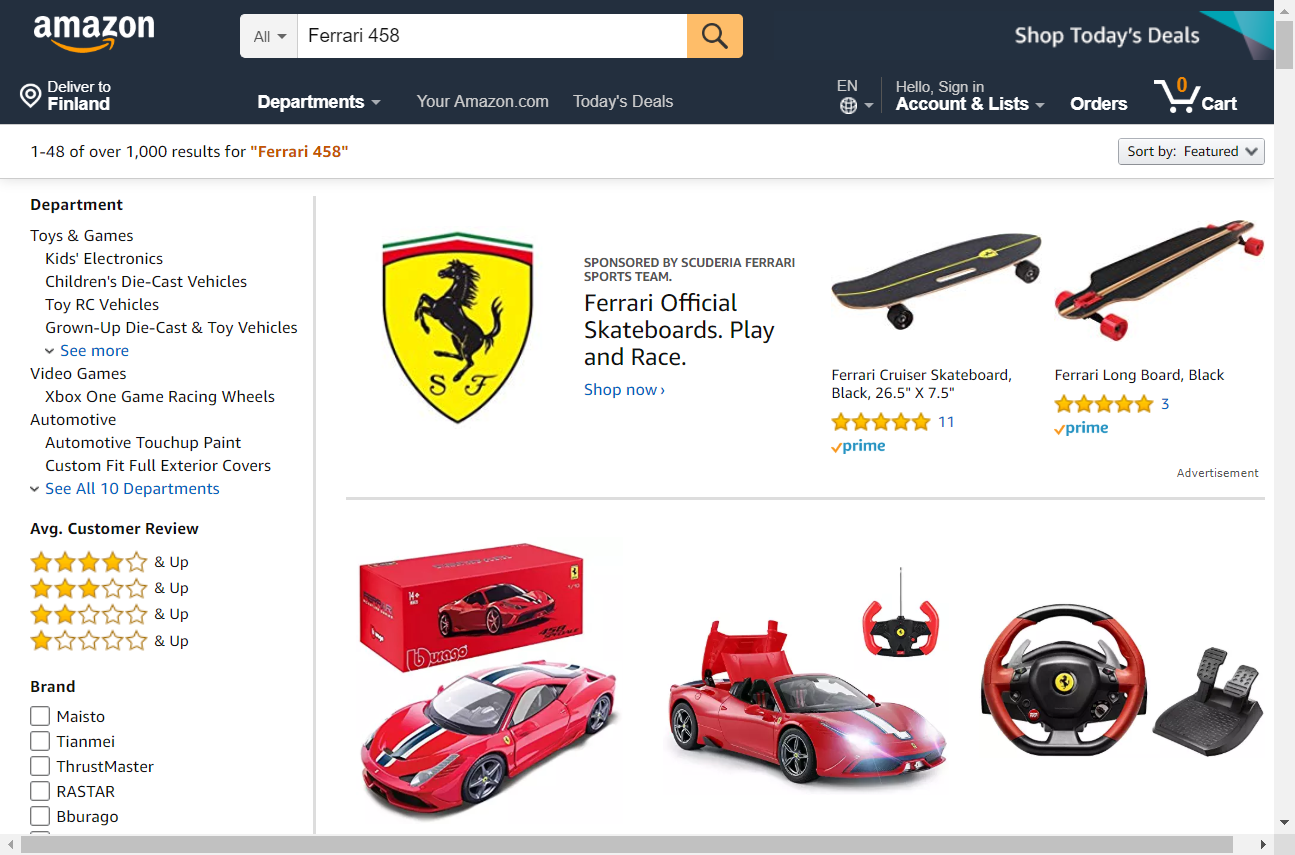 amazon
All
Ferrari 458
Shop Today's Deals
Deliver to
Finland
Departments
Your Amazon.com
Today's Deals
EN
Hello, Sign in
Account & Lists
Orders
0
Cart
1-48 of over 1,000 results for "Ferrari 458"
Sort by: Featured
Department
Toys & Games
Kids' Electronics
Children's Die-Cast Vehicles
Toy RC Vehicles
Grown-Up Die-Cast & Toy Vehicles
See more
Video Games
Xbox One Game Racing Wheels
Automotive
Automotive Touchup Paint
Custom Fit Full Exterior Covers
See All 10 Departments
Avg. Customer Review
& Up
& Up
& Up
& Up
Brand
Maisto
Tianmei
ThrustMaster
RASTAR
Bburago
S F
SPONSORED BY SCUDERIA FERRARI
SPORTS TEAM.
Ferrari Official
Skateboards. Play
and Race.
Shop now ›
Ferrari Cruiser Skateboard,
Black, 26.5" X 7.5"
11
prime
Ferrari Long Board, Black
3
prime
Advertisement
14+
burago